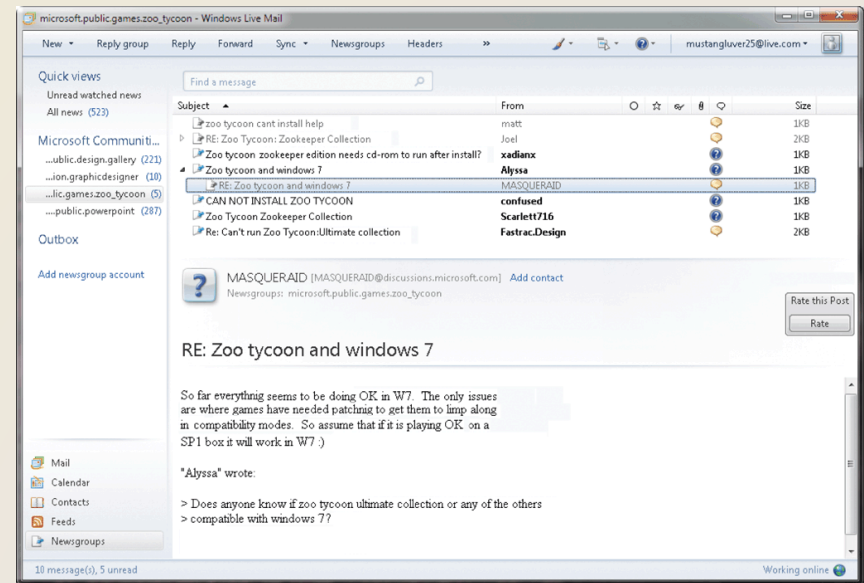 microsoft.public.games.zoo_tycoon - Windows Live Mail
New Reply group Reply Forward Sync Newsgroups Headers » mustangluver25@live.com
Quick views
Unread watched news
All news (523)
Microsoft Communiti...
...ublic.design.gallery (221)
...ion.graphicdesigner (10)
...lic.games.zoo_tycoon (5)
....public.powerpoint (287)
Outbox
Add newsgroup account
Mail
Calendar
Contacts
Feeds
Newsgroups
Find a message
Subject From Size
zoo tycoon cant install help matt 1KB
RE: Zoo Tycoon: Zookeeper Collection Joel 2KB
Zoo tycoon zookeeper edition needs cd-rom to run after install? xadianx 1KB
Zoo tycoon and windows 7 Alyssa 1KB
RE: Zoo tycoon and windows 7 MASQUERAID 1KB
CAN NOT INSTALL ZOO TYCOON confused 1KB
Zoo Tycoon Zookeeper Collection Scarlett716 1KB
Re: Can't run Zoo Tycoon:Ultimate collection Fastrac.Design 2KB
MASQUERAID [MASQUERAID@discussions.microsoft.com] Add contact
Newsgroups: microsoft.public.games.zoo_tycoon
Rate this Post
Rate
RE: Zoo tycoon and windows 7
So far everythnig seems to be doing OK in W7. The only issues
are where games have needed patchnig to get them to limp along
in compatibility modes. So assume that if it is playing OK on a
SP1 box it will work in W7 :)
"Alyssa" wrote:
> Does anyone know if zoo tycoon ultimate collection or any of the others
> compatible with windows 7?
10 message(s), 5 unread
Working online